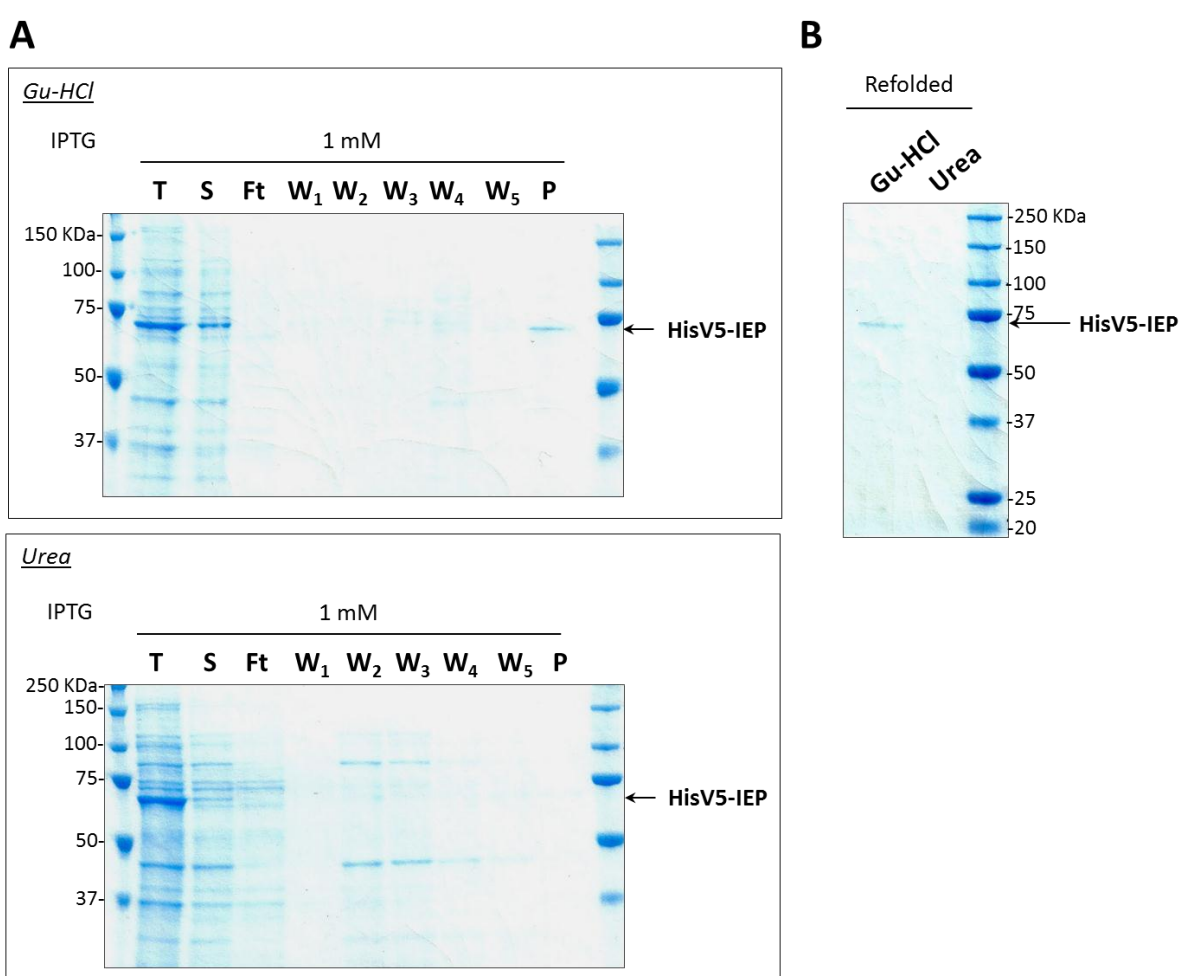 A
Gu-HCl
IPTG 1 mM
T S Ft W1 W2 W3 W4 W5 P
150 KDa-
100-
75-
HisV5-IEP
50-
37-
Urea
IPTG 1 mM
T S Ft W1 W2 W3 W4 W5 P
250 KDa-
150-
100-
75-
HisV5-IEP
50-
37-
B
Refolded
Gu-HCl Urea
-250 KDa
-150
-100
-75
HisV5-IEP
-50
-37
-25
-20